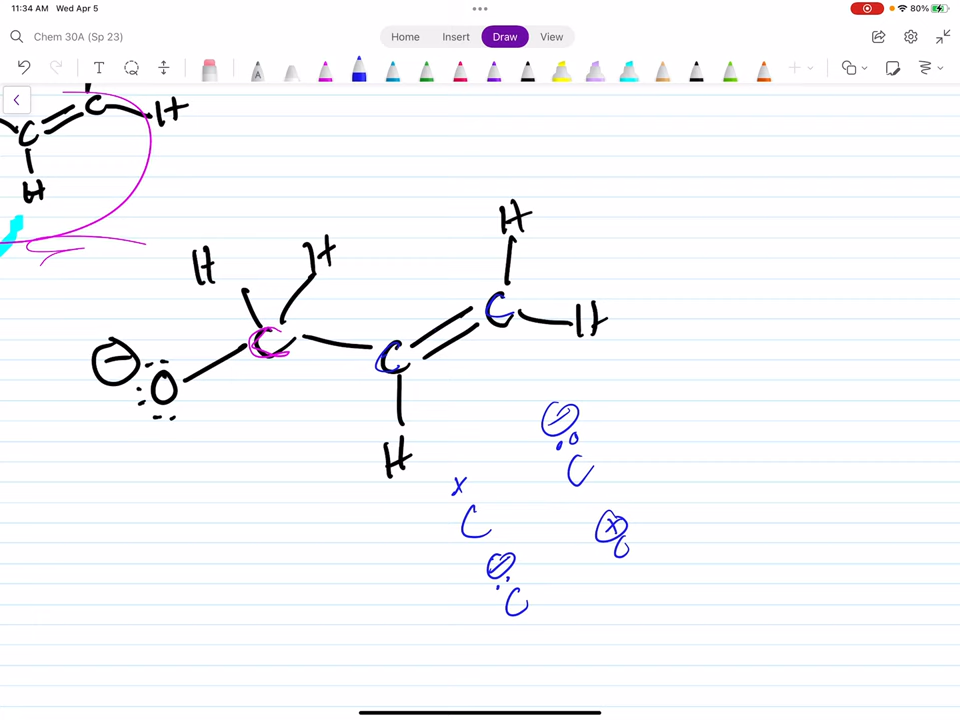 11:34 AM Wed Apr 5
80%
Chem 30A (Sp 23)
Home Insert Draw View
C C H
H
H
H H
C C H
⊖ O C
H
⊖
C
x
C
⊖
C